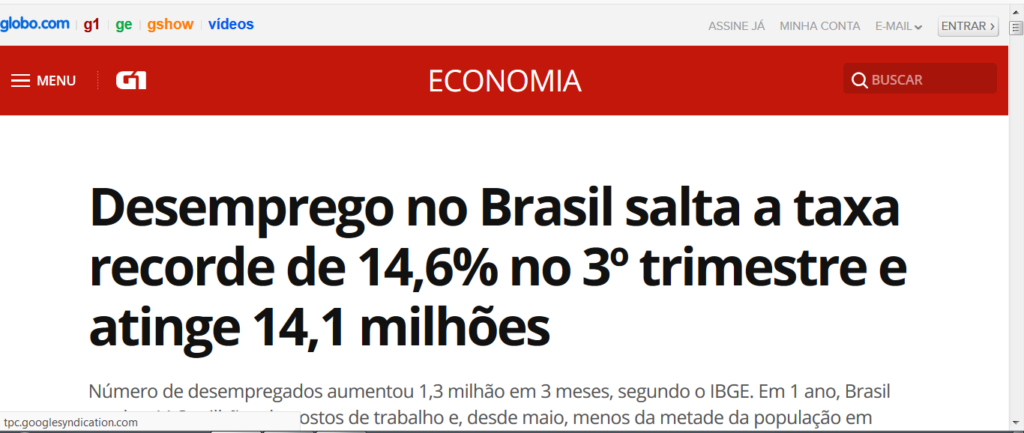 globo.com g1 ge gshow vídeos ASSINE JÁ MINHA CONTA E-MAIL ENTRAR ›
MENU G1 ECONOMIA BUSCAR
Desemprego no Brasil salta a taxa
recorde de 14,6% no 3º trimestre e
atinge 14,1 milhões
Número de desempregados aumentou 1,3 milhão em 3 meses, segundo o IBGE. Em 1 ano, Brasil
de trabalho e, desde maio, menos da metade da população em
tpc.googlesyndication.com